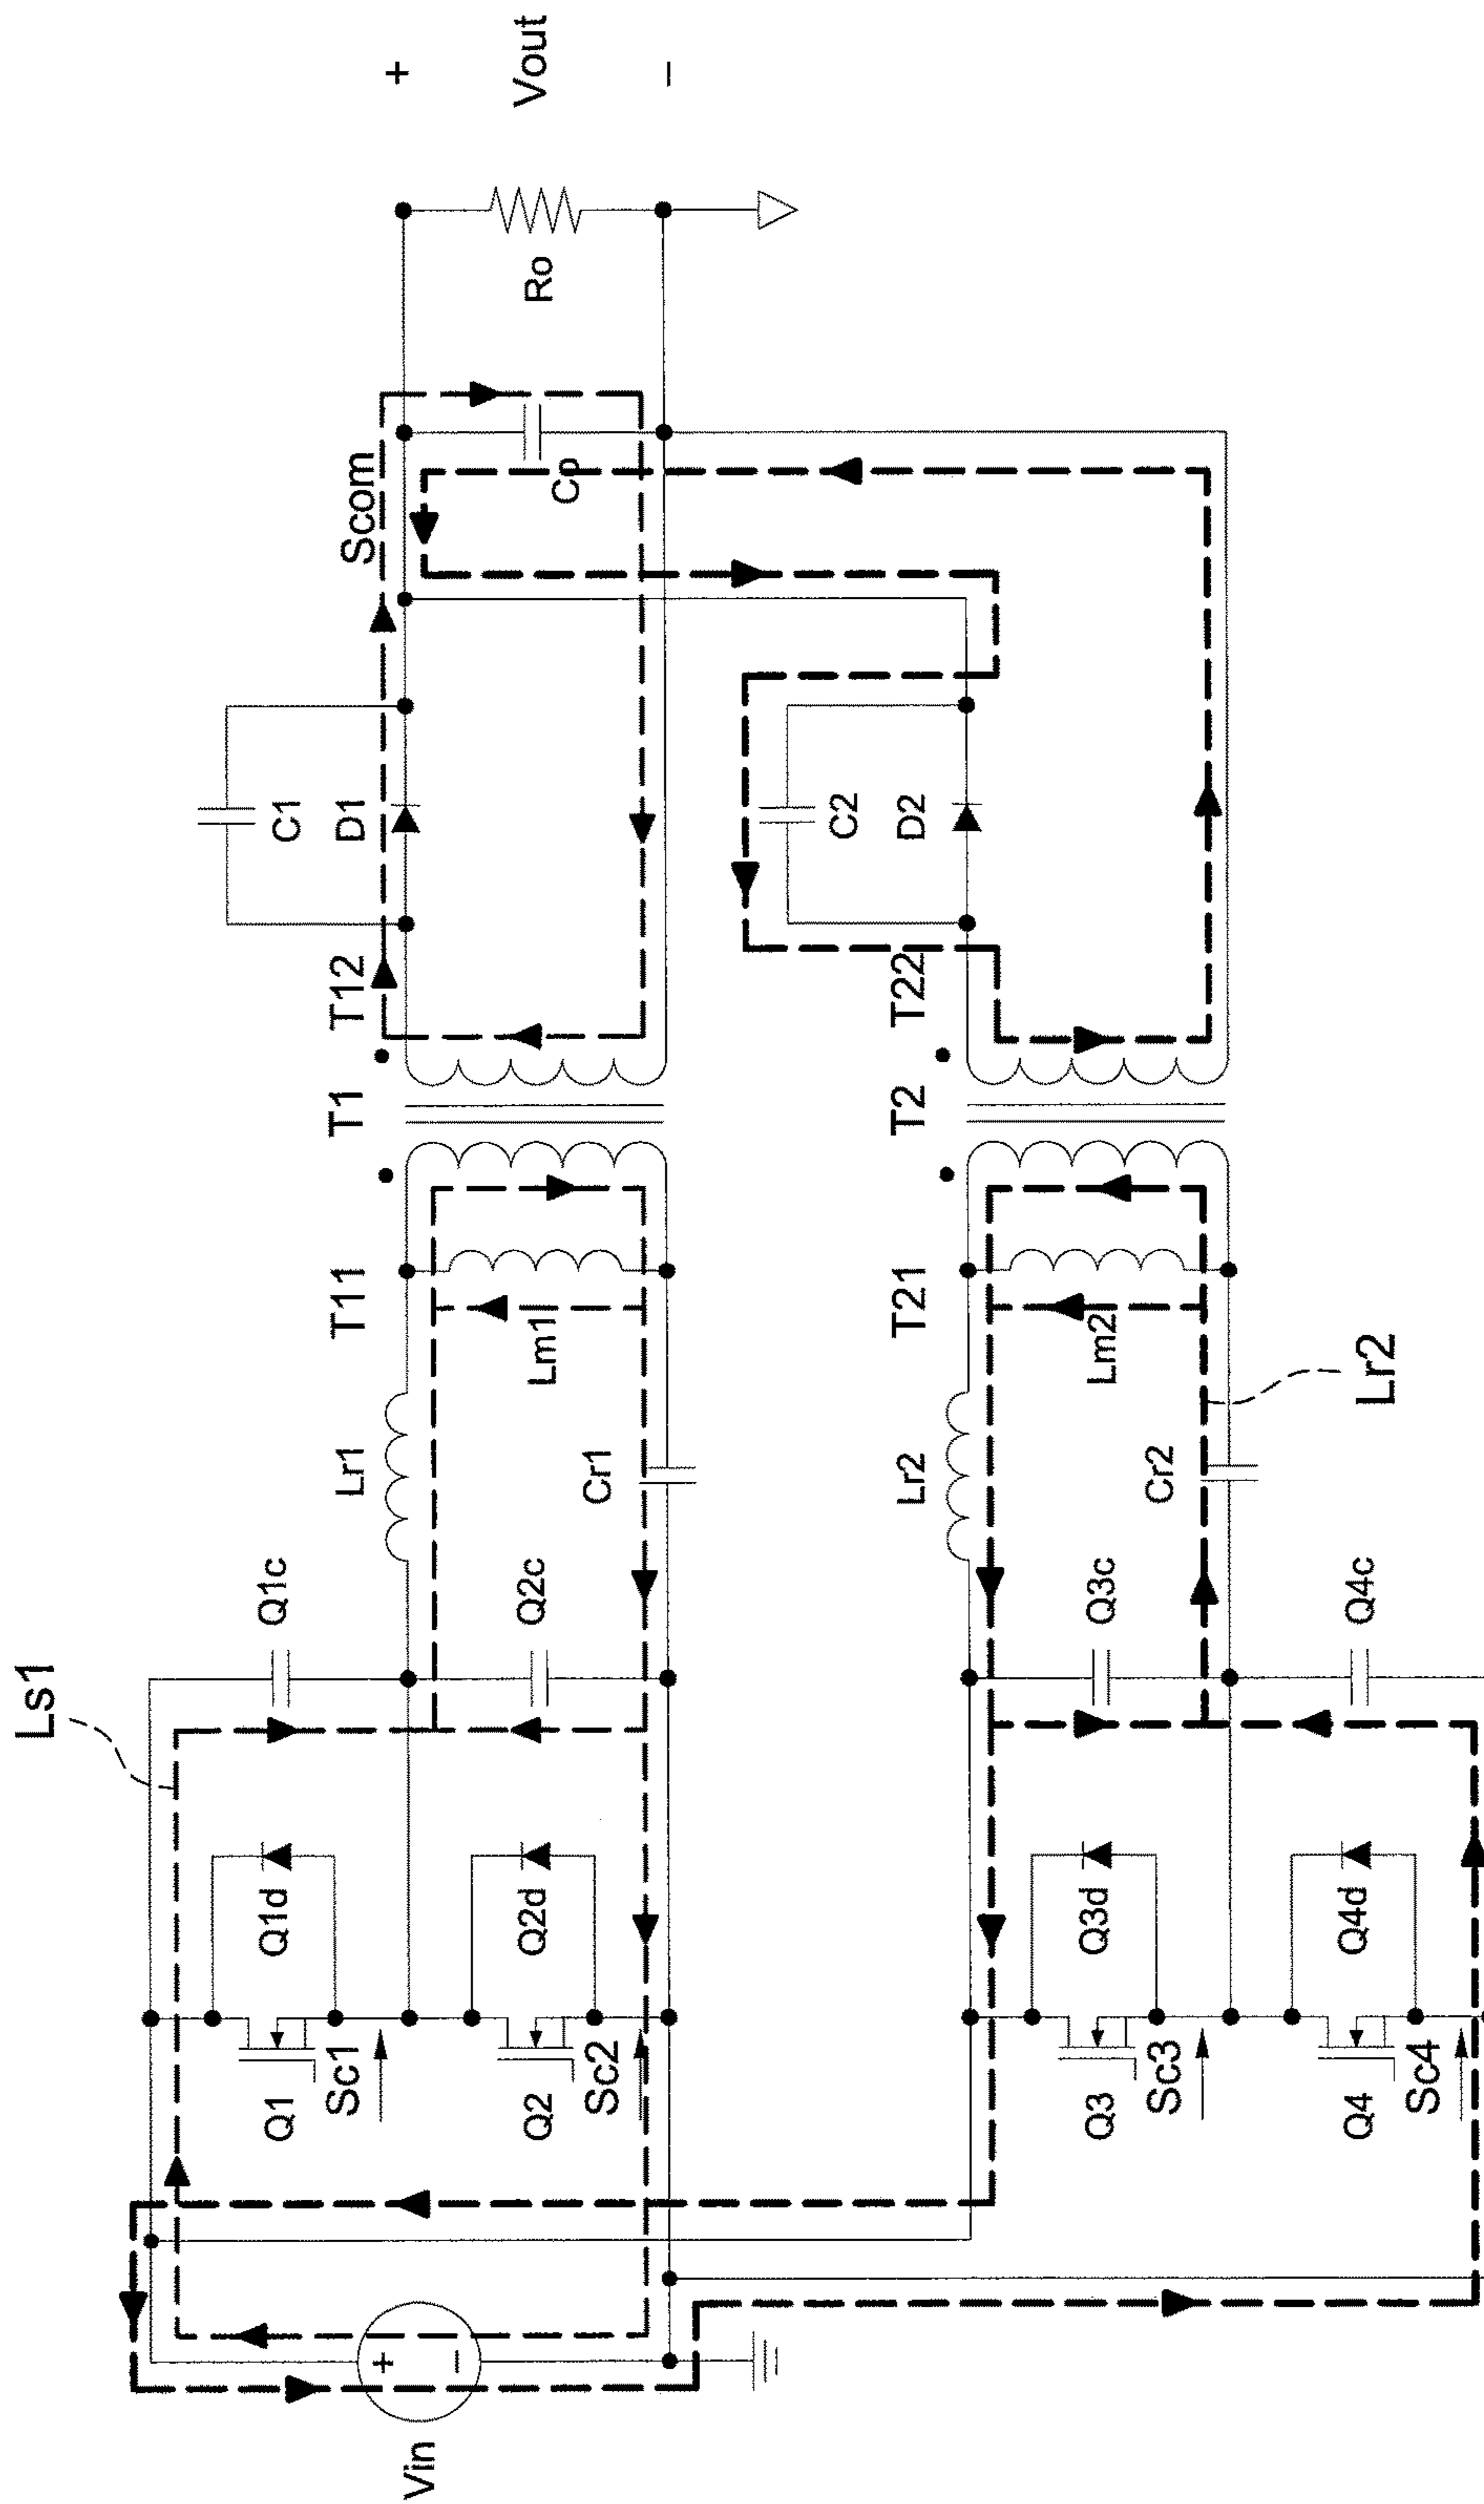 Ls1
Q1c
Lr1
T11
T1
T12
C1
D1
Scom
+
Q1d
Q1
Sc1
Q2c
Lm1
Cp
Ro
Vout
Vin
+
−
Q2d
Q2
Sc2
Cr1
−
Lr2
T21
T2
T22
C2
D2
Q3c
Lm2
Q3d
Q3
Sc3
Cr2
Q4c
Lr2
Q4d
Q4
Sc4